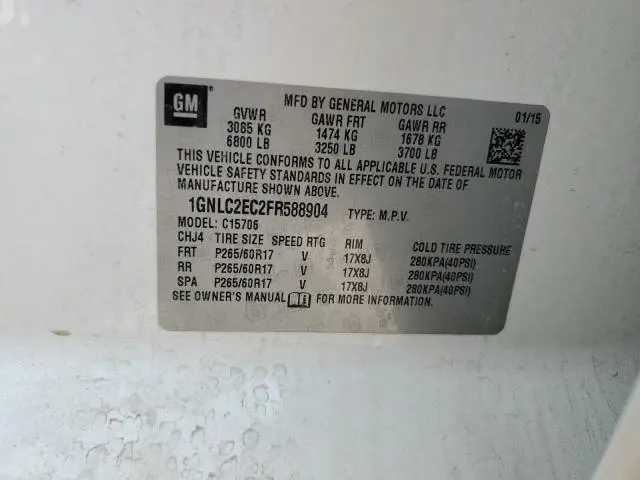 GM
MFD BY GENERAL MOTORS LLC 01/15
GVWR GAWR FRT GAWR RR
3085 KG 1474 KG 1678 KG
6800 LB 3250 LB 3700 LB
THIS VEHICLE CONFORMS TO ALL APPLICABLE U.S. FEDERAL MOTOR
VEHICLE SAFETY STANDARDS IN EFFECT ON THE DATE OF
MANUFACTURE SHOWN ABOVE.
1GNLC2EC2FR588904 TYPE: M.P.V.
MODEL: C15706
CHJ4 TIRE SIZE SPEED RTG RIM COLD TIRE PRESSURE
FRT P265/60R17 V 17X8J 280KPA(40PSI)
RR P265/60R17 V 17X8J 280KPA(40PSI)
SPA P265/60R17 V 17X8J 280KPA(40PSI)
SEE OWNER'S MANUAL FOR MORE INFORMATION.